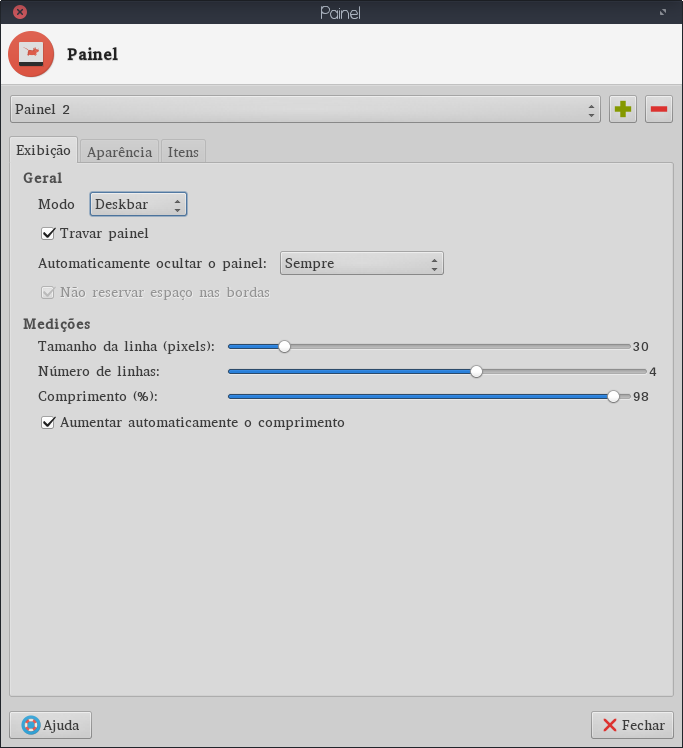 Painel
Painel
Painel 2
Exibição Aparência Itens
Geral
Modo Deskbar
Travar painel
Automaticamente ocultar o painel: Sempre
Não reservar espaço nas bordas
Medições
Tamanho da linha (pixels): 30
Número de linhas: 4
Comprimento (%): 98
Aumentar automaticamente o comprimento
Ajuda Fechar